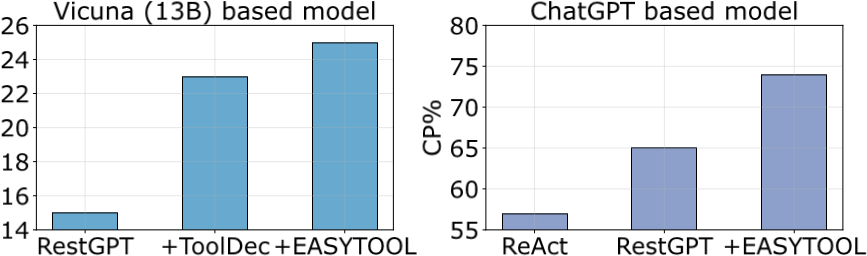 Vicuna (13B) based model
26
24
22
20
18
16
14
RestGPT
+ToolDec
+EASYTOOL
ChatGPT based model
CP%
80
75
70
65
60
55
ReAct
RestGPT
+EASYTOOL